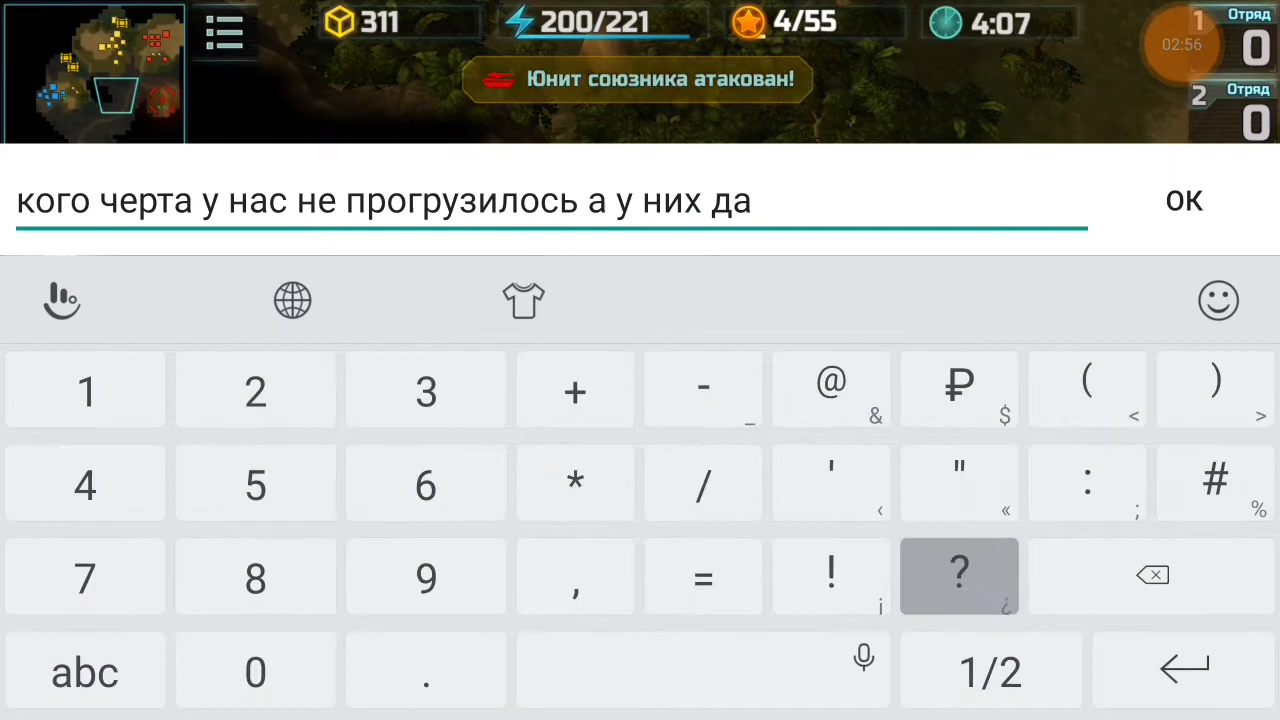 311 200/221 4/55 4:07
02:56
1 Отряд 0
Юнит союзника атакован!
2 Отряд 0
кого черта у нас не прогрузилось а у них да
ОК
1 2 3 + - _ @ & ₽ $ ( < ) >
4 5 6 * / ' ‹ " « : ; # %
7 8 9 , = ! ¡ ? ¿
abc 0 . 1/2